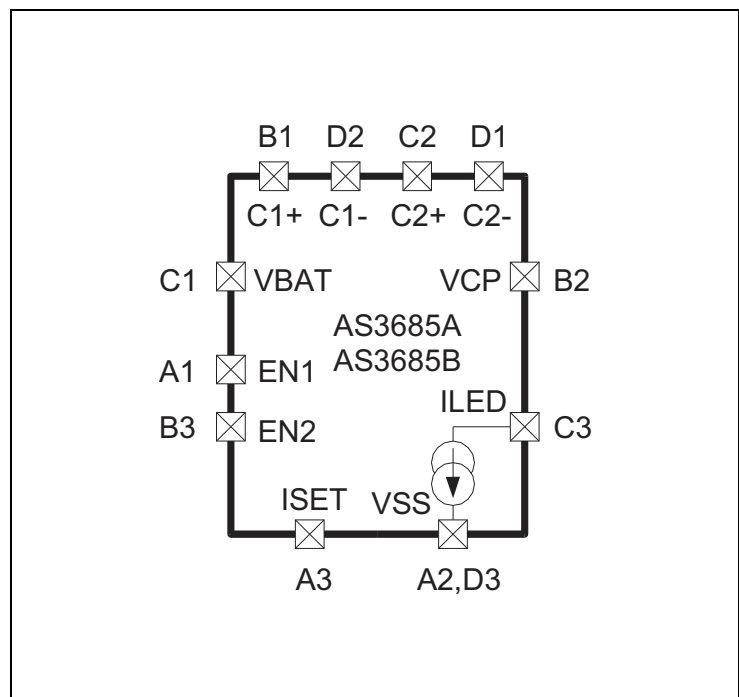 B1 D2 C2 D1
C1+ C1- C2+ C2-
C1 VBAT VCP B2
AS3685A
A1 EN1 AS3685B
ILED
B3 EN2 C3
ISET VSS
A3 A2,D3